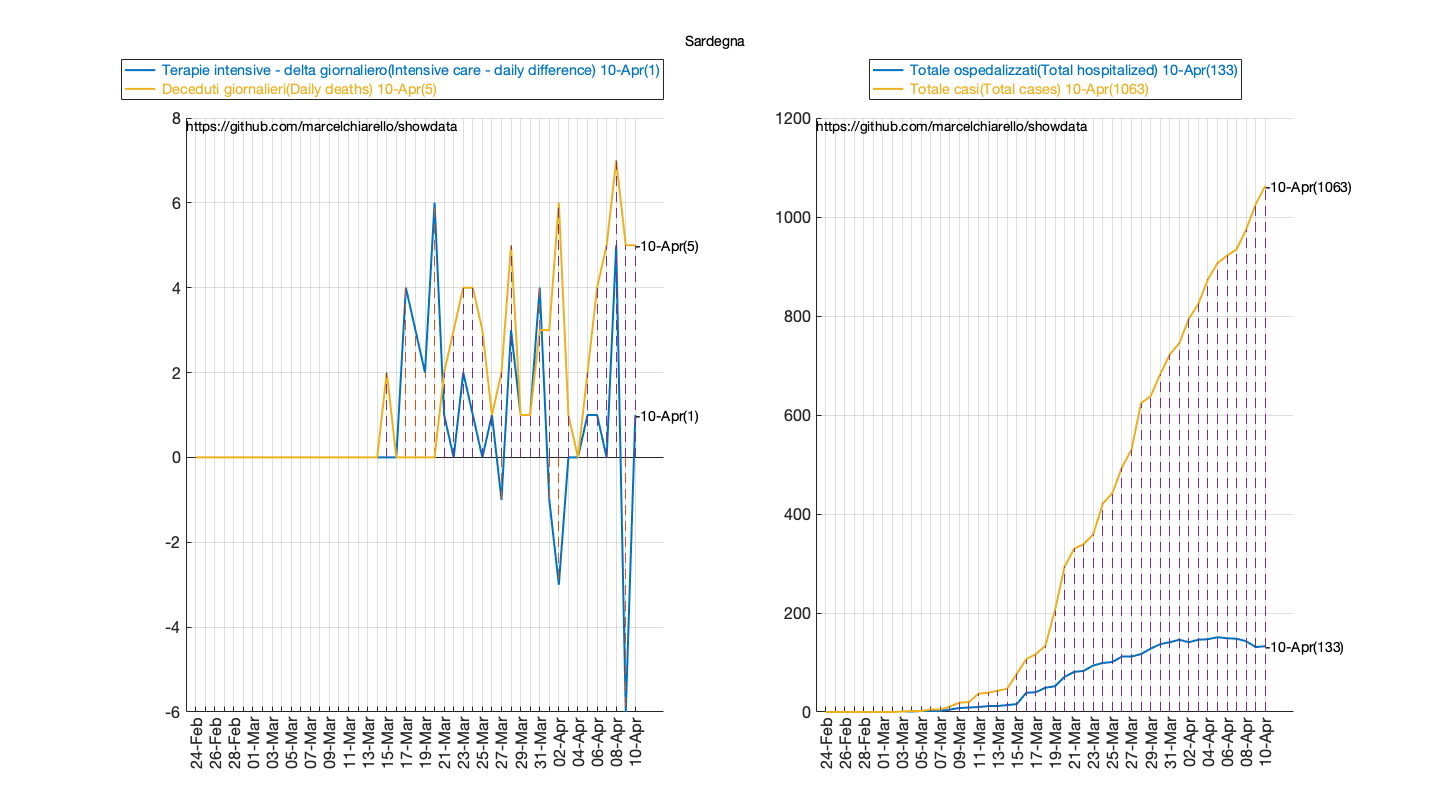 Sardegna
Terapie intensive - delta giornaliero(Intensive care - daily difference) 10-Apr(1)
Deceduti giornalieri(Daily deaths) 10-Apr(5)
https://github.com/marcelchiarello/showdata
8
6
4
2
0
-2
-4
-6
-10-Apr(5)
-10-Apr(1)
24-Feb
26-Feb
28-Feb
01-Mar
03-Mar
05-Mar
07-Mar
09-Mar
11-Mar
13-Mar
15-Mar
17-Mar
19-Mar
21-Mar
23-Mar
25-Mar
27-Mar
29-Mar
31-Mar
02-Apr
04-Apr
06-Apr
08-Apr
10-Apr
Totale ospedalizzati(Total hospitalized) 10-Apr(133)
Totale casi(Total cases) 10-Apr(1063)
https://github.com/marcelchiarello/showdata
1200
1000
800
600
400
200
0
-10-Apr(1063)
-10-Apr(133)
24-Feb
26-Feb
28-Feb
01-Mar
03-Mar
05-Mar
07-Mar
09-Mar
11-Mar
13-Mar
15-Mar
17-Mar
19-Mar
21-Mar
23-Mar
25-Mar
27-Mar
29-Mar
31-Mar
02-Apr
04-Apr
06-Apr
08-Apr
10-Apr